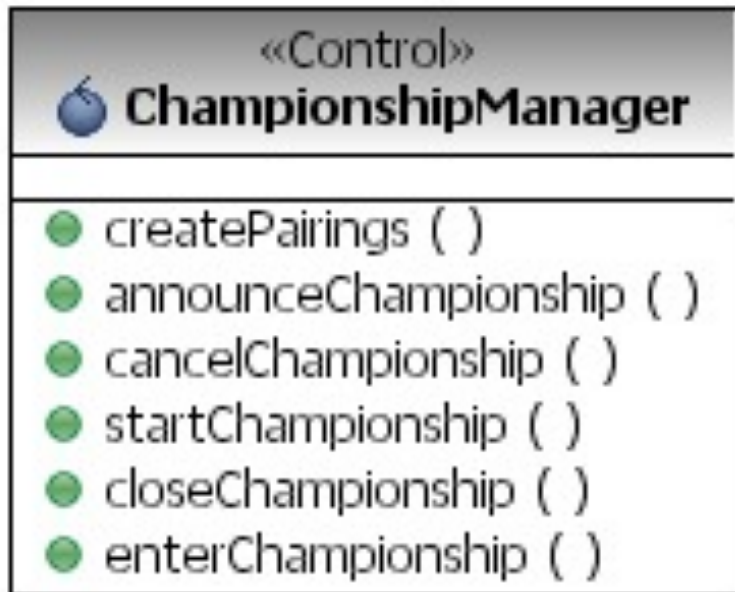 «Control»
ChampionshipManager
createPairings ( )
announceChampionship ( )
cancelChampionship ( )
startChampionship ( )
closeChampionship ( )
enterChampionship ( )